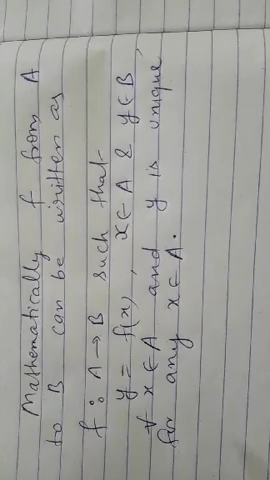 Mathematically f from A
to B can be written as
f : A → B such that
y = f(x), x ∈ A & y ∈ B,
∀ x ∈ A and y is unique
for any x ∈ A.